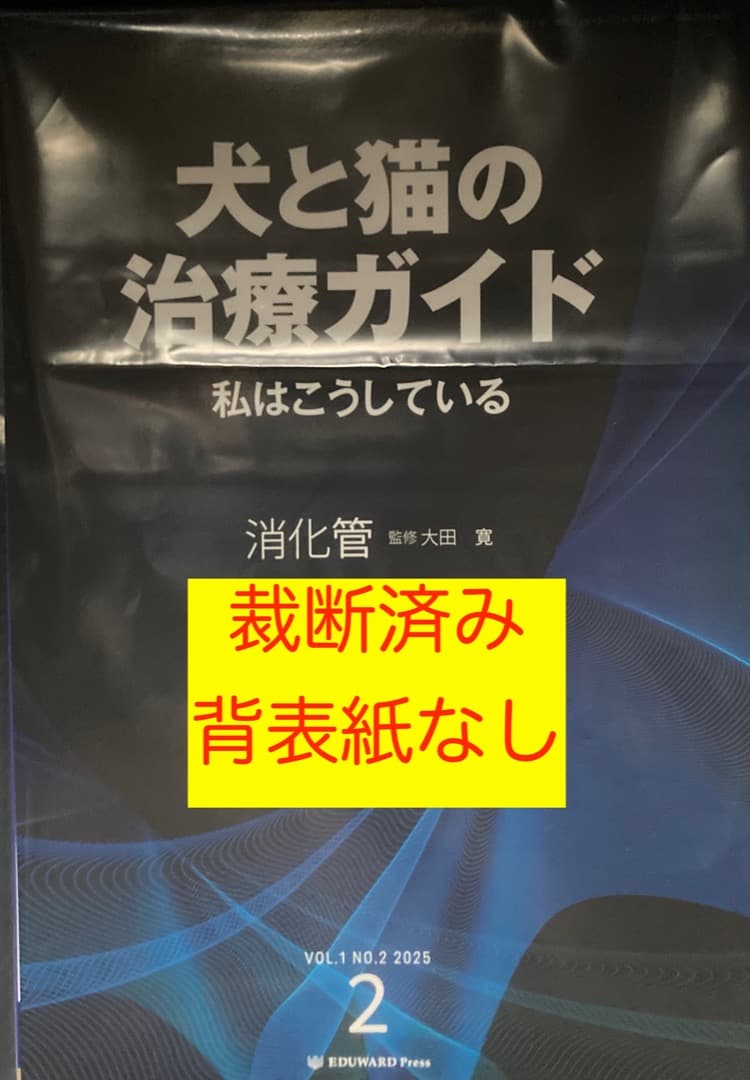 犬と猫の
治療ガイド
私はこうしている
消化管 監修 大田 寛
裁断済み
背表紙なし
VOL.1 NO.2 2025
2
EDUWARD Press